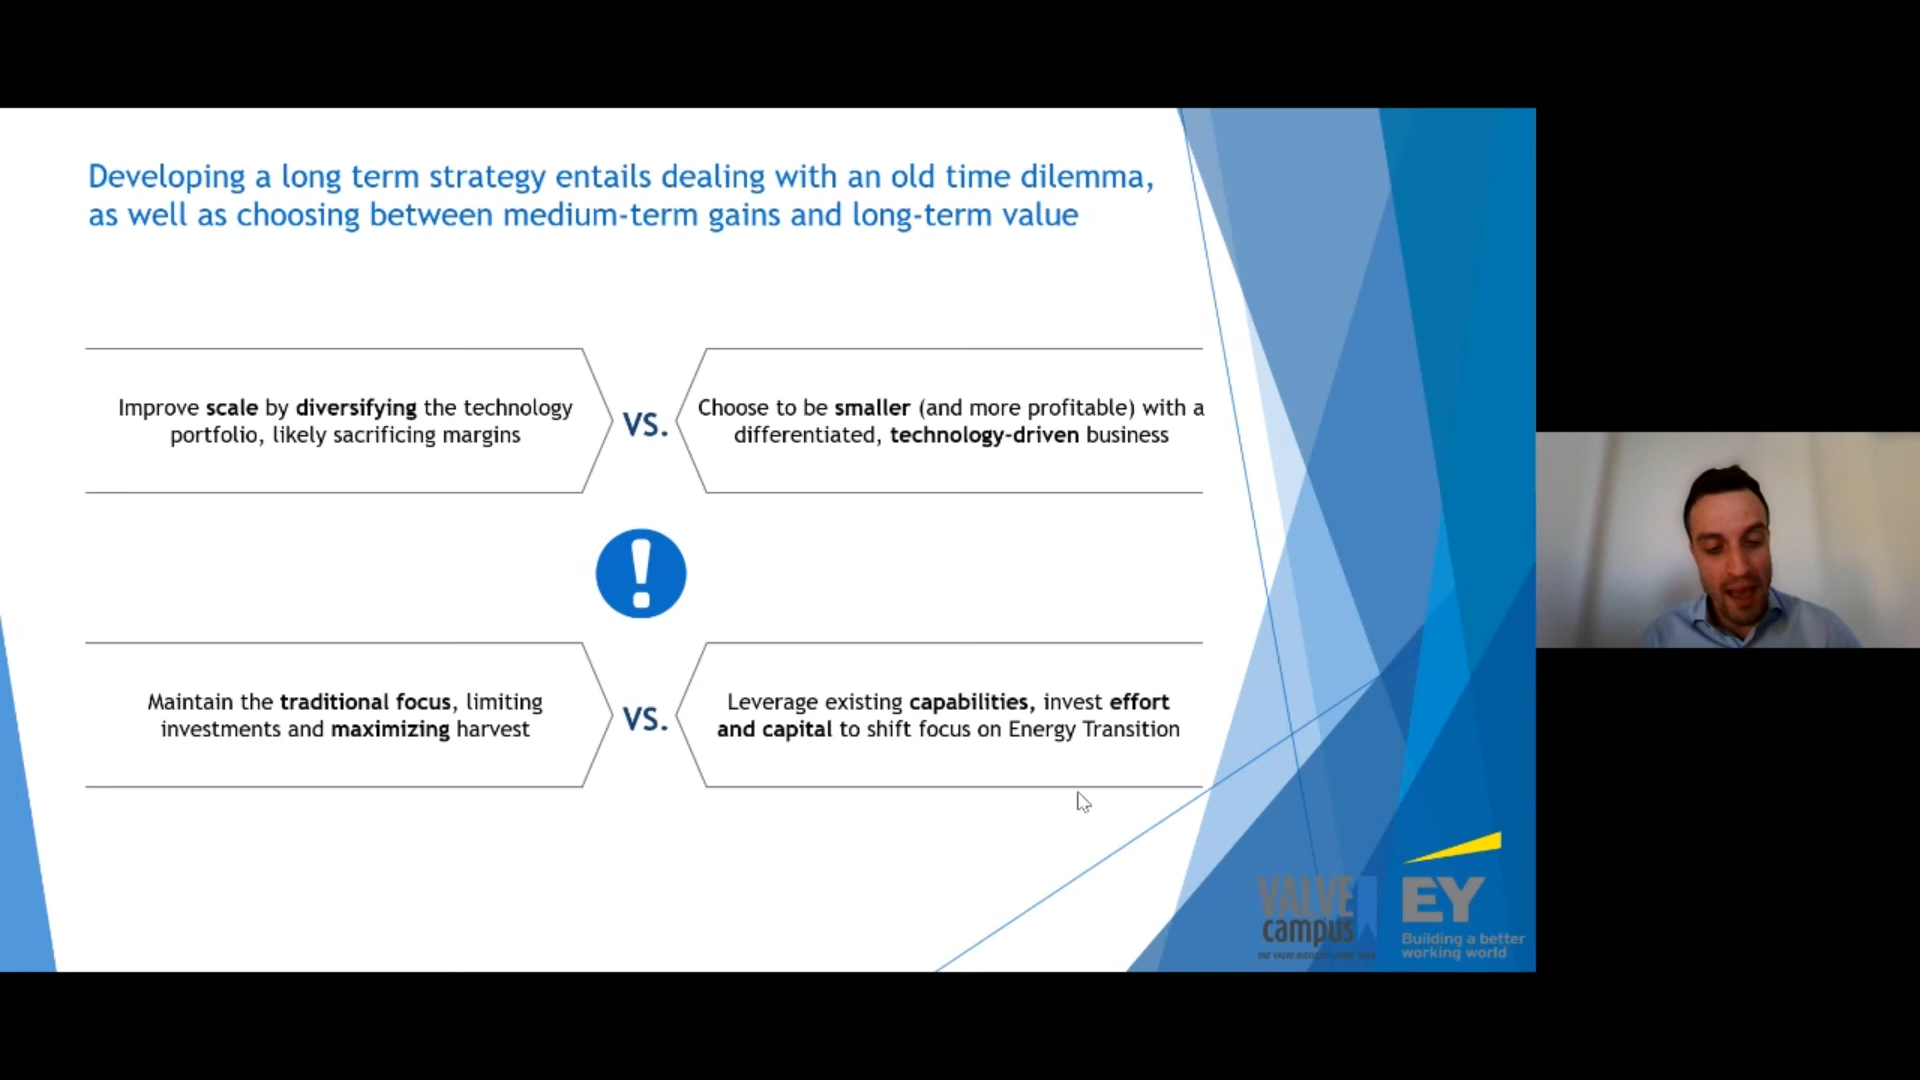 Developing a long term strategy entails dealing with an old time dilemma,
as well as choosing between medium-term gains and long-term value
Improve scale by diversifying the technology
portfolio, likely sacrificing margins
VS.
Choose to be smaller (and more profitable) with a
differentiated, technology-driven business
!
Maintain the traditional focus, limiting
investments and maximizing harvest
VS.
Leverage existing capabilities, invest effort
and capital to shift focus on Energy Transition
VALVE
campus
EY
Building a better
working world